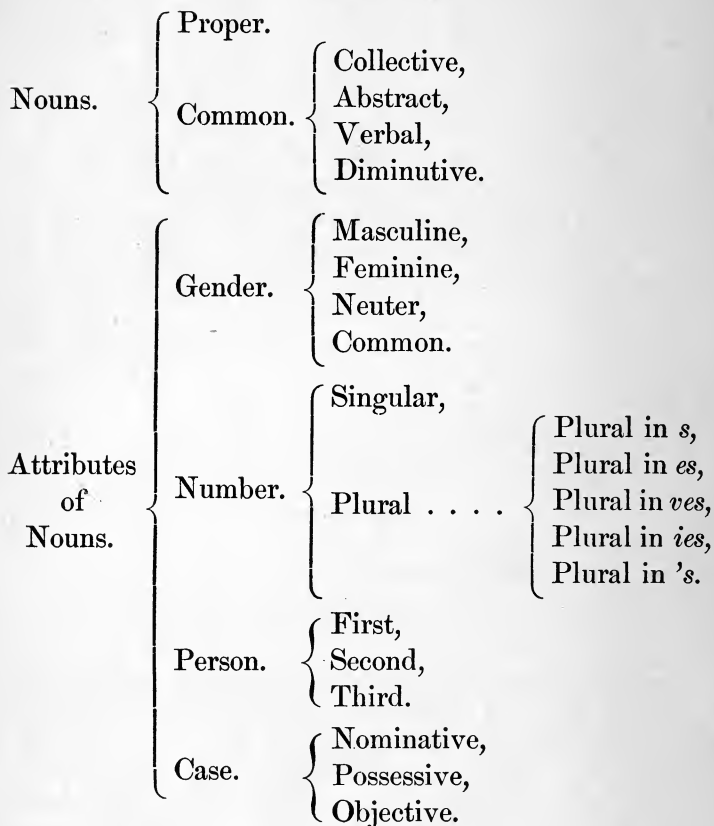 Nouns.
Proper.
Common.
Collective,
Abstract,
Verbal,
Diminutive.
Attributes
of
Nouns.
Gender.
Masculine,
Feminine,
Neuter,
Common.
Number.
Singular,
Plural . . . .
Plural in s,
Plural in es,
Plural in ves,
Plural in ies,
Plural in 's.
Person.
First,
Second,
Third.
Case.
Nominative,
Possessive,
Objective.